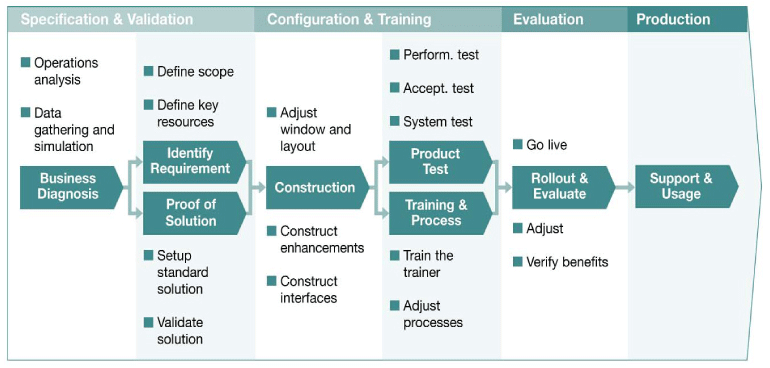 Specification & Validation
Configuration & Training
Evaluation
Production
Operations
analysis
Data
gathering and
simulation
Business
Diagnosis
Define scope
Define key
resources
Identify
Requirement
Proof of
Solution
Setup
standard
solution
Validate
solution
Adjust
window and
layout
Construction
Construct
enhancements
Construct
interfaces
Perform. test
Accept. test
System test
Product
Test
Training &
Process
Train the
trainer
Adjust
processes
Go live
Rollout &
Evaluate
Adjust
Verify benefits
Support &
Usage